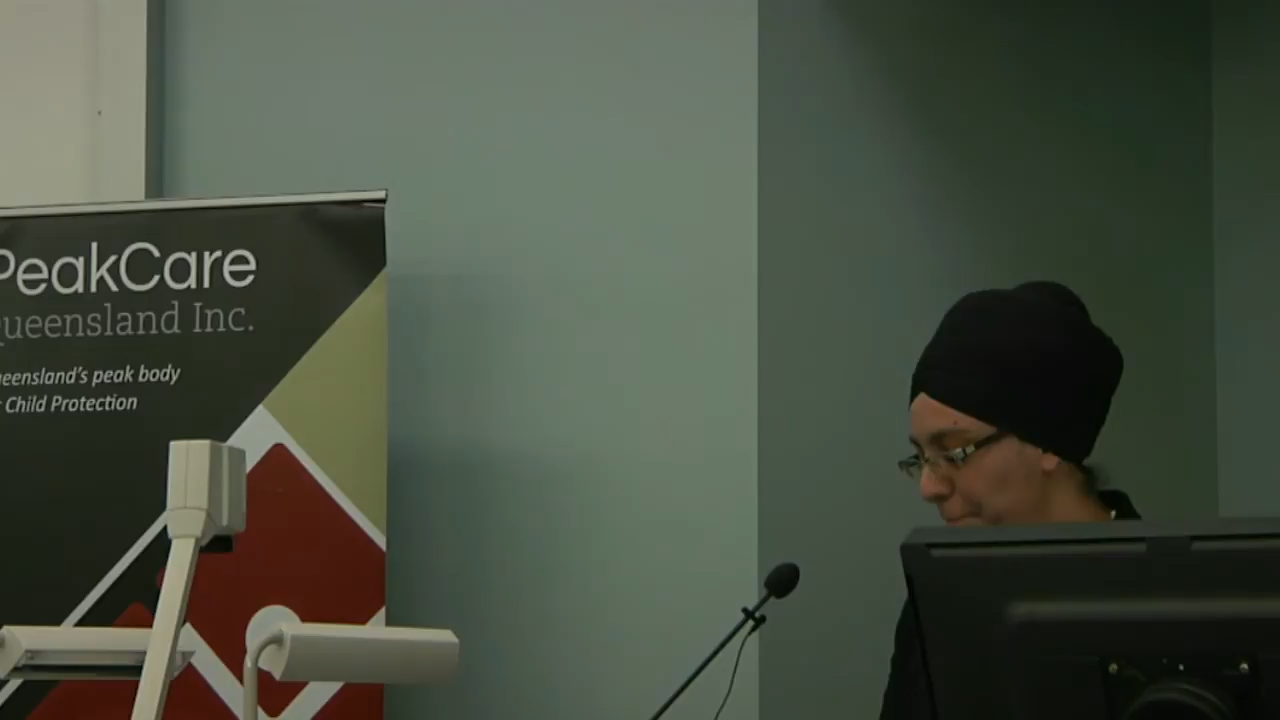 PeakCare
ueensland Inc.
eensland's peak body
Child Protection